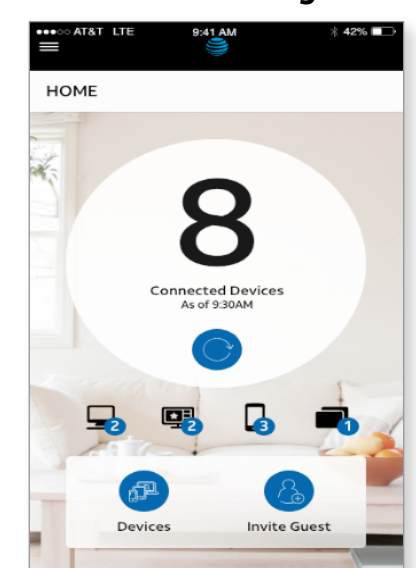 AT&T LTE 9:41 AM 42%
HOME
8
Connected Devices
As of 9:30AM
2 2 3 1
Devices Invite Guest